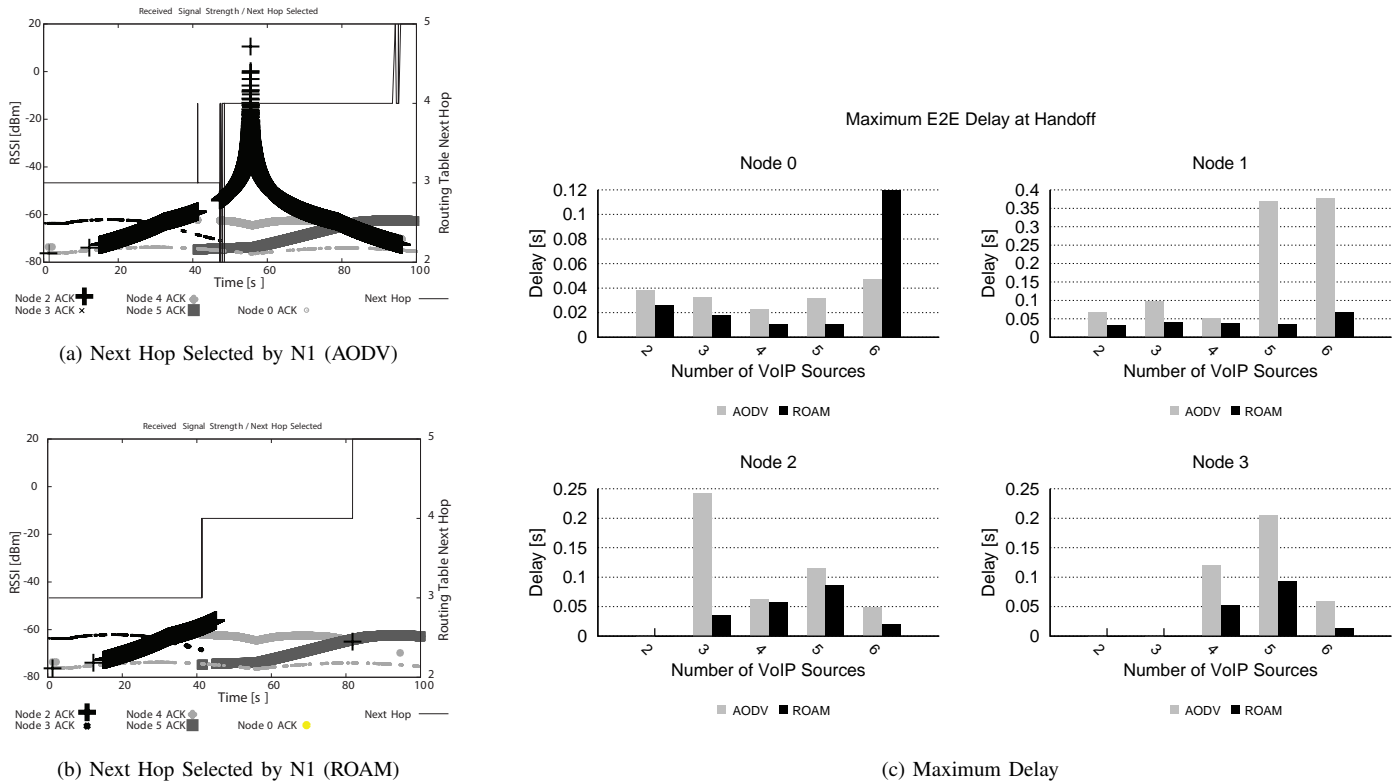 Received Signal Strength / Next Hop Selected
20
0
-20
-40
-60
-80
RSSI [dBm]
5
4
3
2
Routing Table Next Hop
0 20 40 60 80 100
Time [s]
Node 2 ACK Node 4 ACK Next Hop
Node 3 ACK Node 5 ACK Node 0 ACK
(a) Next Hop Selected by N1 (AODV)
Received Signal Strength / Next Hop Selected
20
0
-20
-40
-60
-80
RSSI [dBm]
5
4
3
2
Routing Table Next Hop
0 20 40 60 80 100
Time [s]
Node 2 ACK Node 4 ACK Next Hop
Node 3 ACK Node 5 ACK Node 0 ACK
(b) Next Hop Selected by N1 (ROAM)
Maximum E2E Delay at Handoff
Node 0
0.12
0.1
0.08
0.06
0.04
0.02
0
Delay [s]
2 3 4 5 6
Number of VoIP Sources
AODV ROAM
Node 1
0.4
0.35
0.3
0.25
0.2
0.15
0.1
0.05
0
Delay [s]
2 3 4 5 6
Number of VoIP Sources
AODV ROAM
Node 2
0.25
0.2
0.15
0.1
0.05
0
Delay [s]
2 3 4 5 6
Number of VoIP Sources
AODV ROAM
Node 3
0.25
0.2
0.15
0.1
0.05
0
Delay [s]
2 3 4 5 6
Number of VoIP Sources
AODV ROAM
(c) Maximum Delay